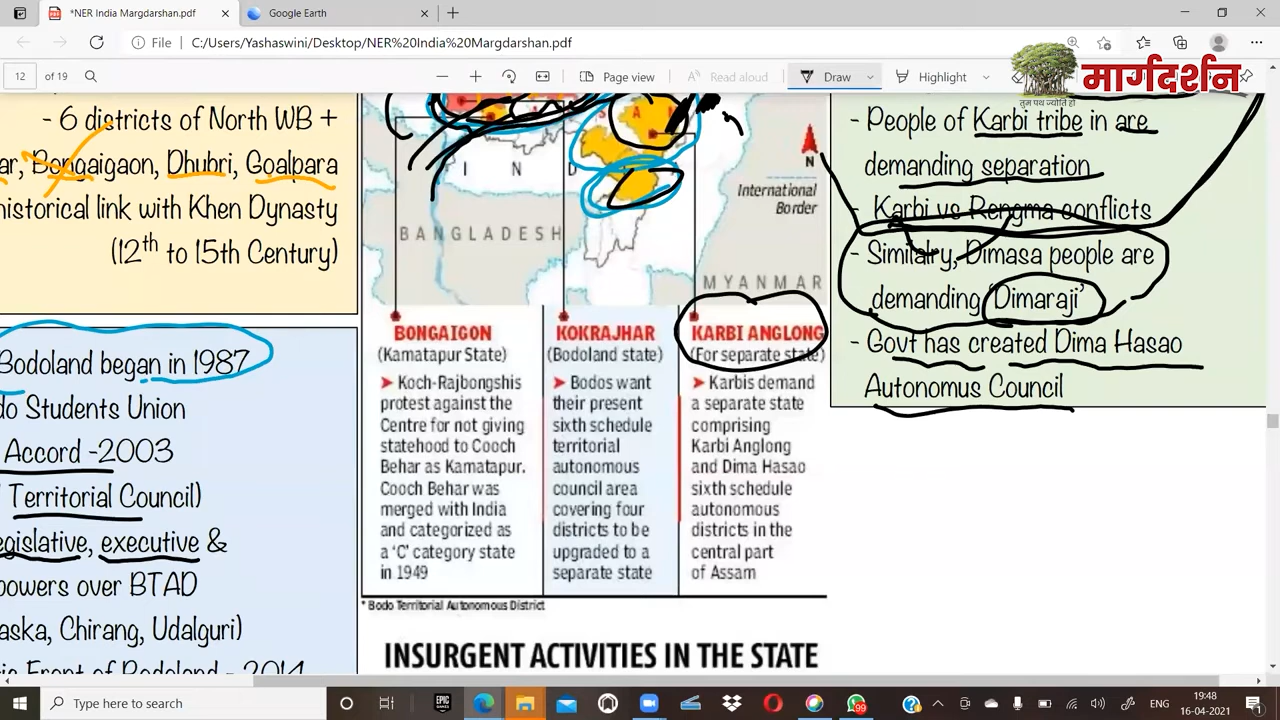 *NER India Margdarshan.pdf
Google Earth
File
C:/Users/Yashaswini/Desktop/NER%20India%20Margdarshan.pdf
12 of 19
Page view
Read aloud
Draw
Highlight
मार्गदर्शन
तुम पथ ज्योति हो
- 6 districts of North WB +
ar, Bongaigaon, Dhubri, Goalpara
historical link with Khen Dynasty
(12th to 15th Century)
Bodoland began in 1987
do Students Union
Accord -2003
Territorial Council)
egislative, executive &
powers over BTAD
aska, Chirang, Udalguri)
I N D
BANGLADESH
International
Border
MYANMAR
N
BONGAIGON
(Kamatapur State)
➤ Koch-Rajbongshis
protest against the
Centre for not giving
statehood to Cooch
Behar as Kamatapur.
Cooch Behar was
merged with India
and categorized as
a ‘C’ category state
in 1949
KOKRAJHAR
(Bodoland state)
➤ Bodos want
their present
sixth schedule
territorial
autonomous
council area
covering four
districts to be
upgraded to a
separate state
KARBI ANGLONG
(For separate state)
➤ Karbis demand
a separate state
comprising
Karbi Anglong
and Dima Hasao
sixth schedule
autonomous
districts in the
central part
of Assam
* Bodo Territorial Autonomous District
INSURGENT ACTIVITIES IN THE STATE
- People of Karbi tribe in are
demanding separation
- Karbi vs Rengma conflicts
- Similalry, Dimasa people are
demanding ‘Dimaraji’
- Govt has created Dima Hasao
Autonomus Council
Type here to search
EPIC
GAMES
99
ENG
19:48
16-04-2021